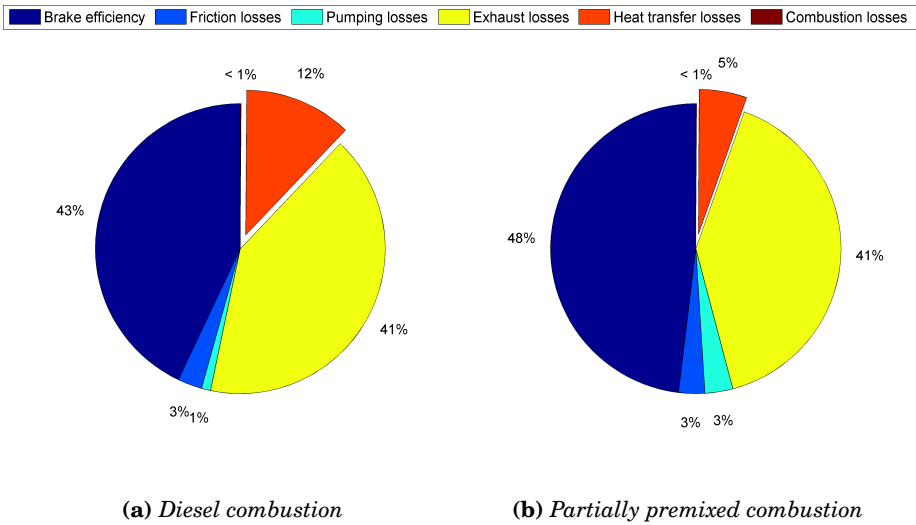 Brake efficiency Friction losses Pumping losses Exhaust losses Heat transfer losses Combustion losses
< 1% 12%
43%
41%
3% 1%
(a) Diesel combustion
< 1% 5%
48%
41%
3% 3%
(b) Partially premixed combustion